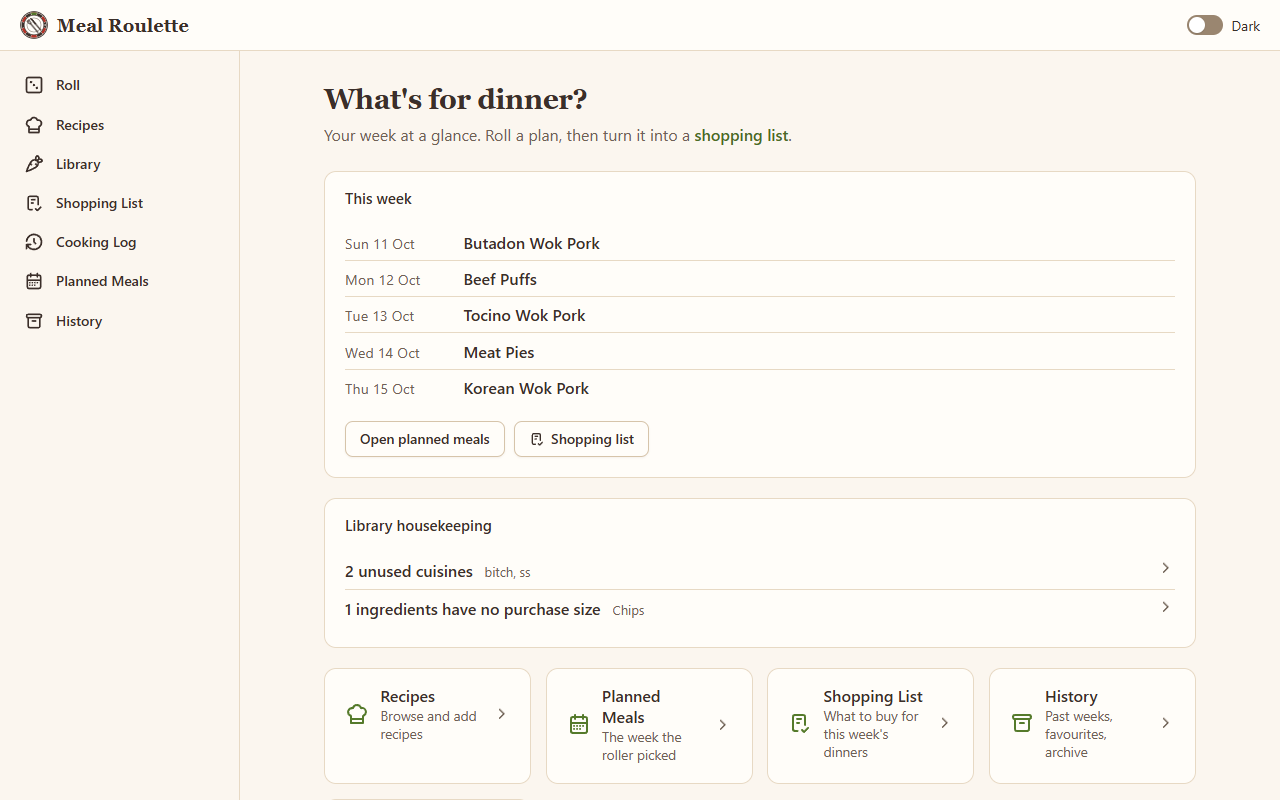 Meal Roulette
Dark
Roll
Recipes
Library
Shopping List
Cooking Log
Planned Meals
History
What's for dinner?
Your week at a glance. Roll a plan, then turn it into a shopping list.
This week
Sun 11 Oct Butadon Wok Pork
Mon 12 Oct Beef Puffs
Tue 13 Oct Tocino Wok Pork
Wed 14 Oct Meat Pies
Thu 15 Oct Korean Wok Pork
Open planned meals
Shopping list
Library housekeeping
2 unused cuisines bitch, ss
1 ingredients have no purchase size Chips
Recipes
Browse and add
recipes
Planned
Meals
The week the
roller picked
Shopping List
What to buy for
this week's
dinners
History
Past weeks,
favourites,
archive